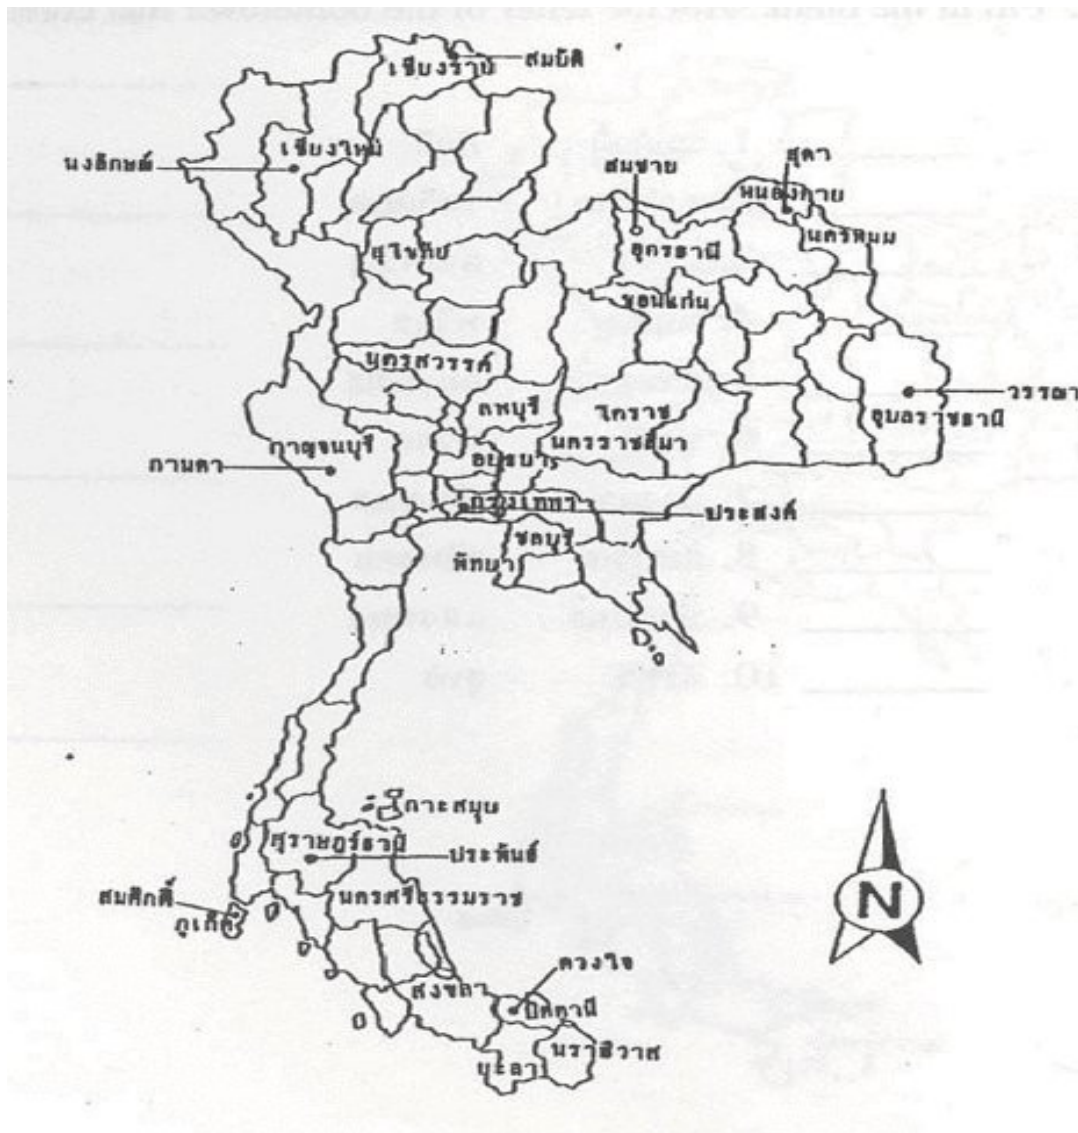 เชียงราย
สมบัติ
นงลักษณ์
เชียงใหม่
สมชาย
สุดา
หนองคาย
นครพนม
สุโขทัย
อุดรธานี
ขอนแก่น
นครสวรรค์
ลพบุรี
โคราช
นครราชสีมา
วรรณา
อุบลราชธานี
กานดา
กาญจนบุรี
อยุธยา
กรุงเทพฯ
ประสงค์
ชลบุรี
พัทยา
เกาะสมุย
สุราษฎร์ธานี
ประพันธ์
สมศักดิ์
ภูเก็ต
นครศรีธรรมราช
ดวงใจ
สงขลา
ปัตตานี
นราธิวาส
ยะลา
N